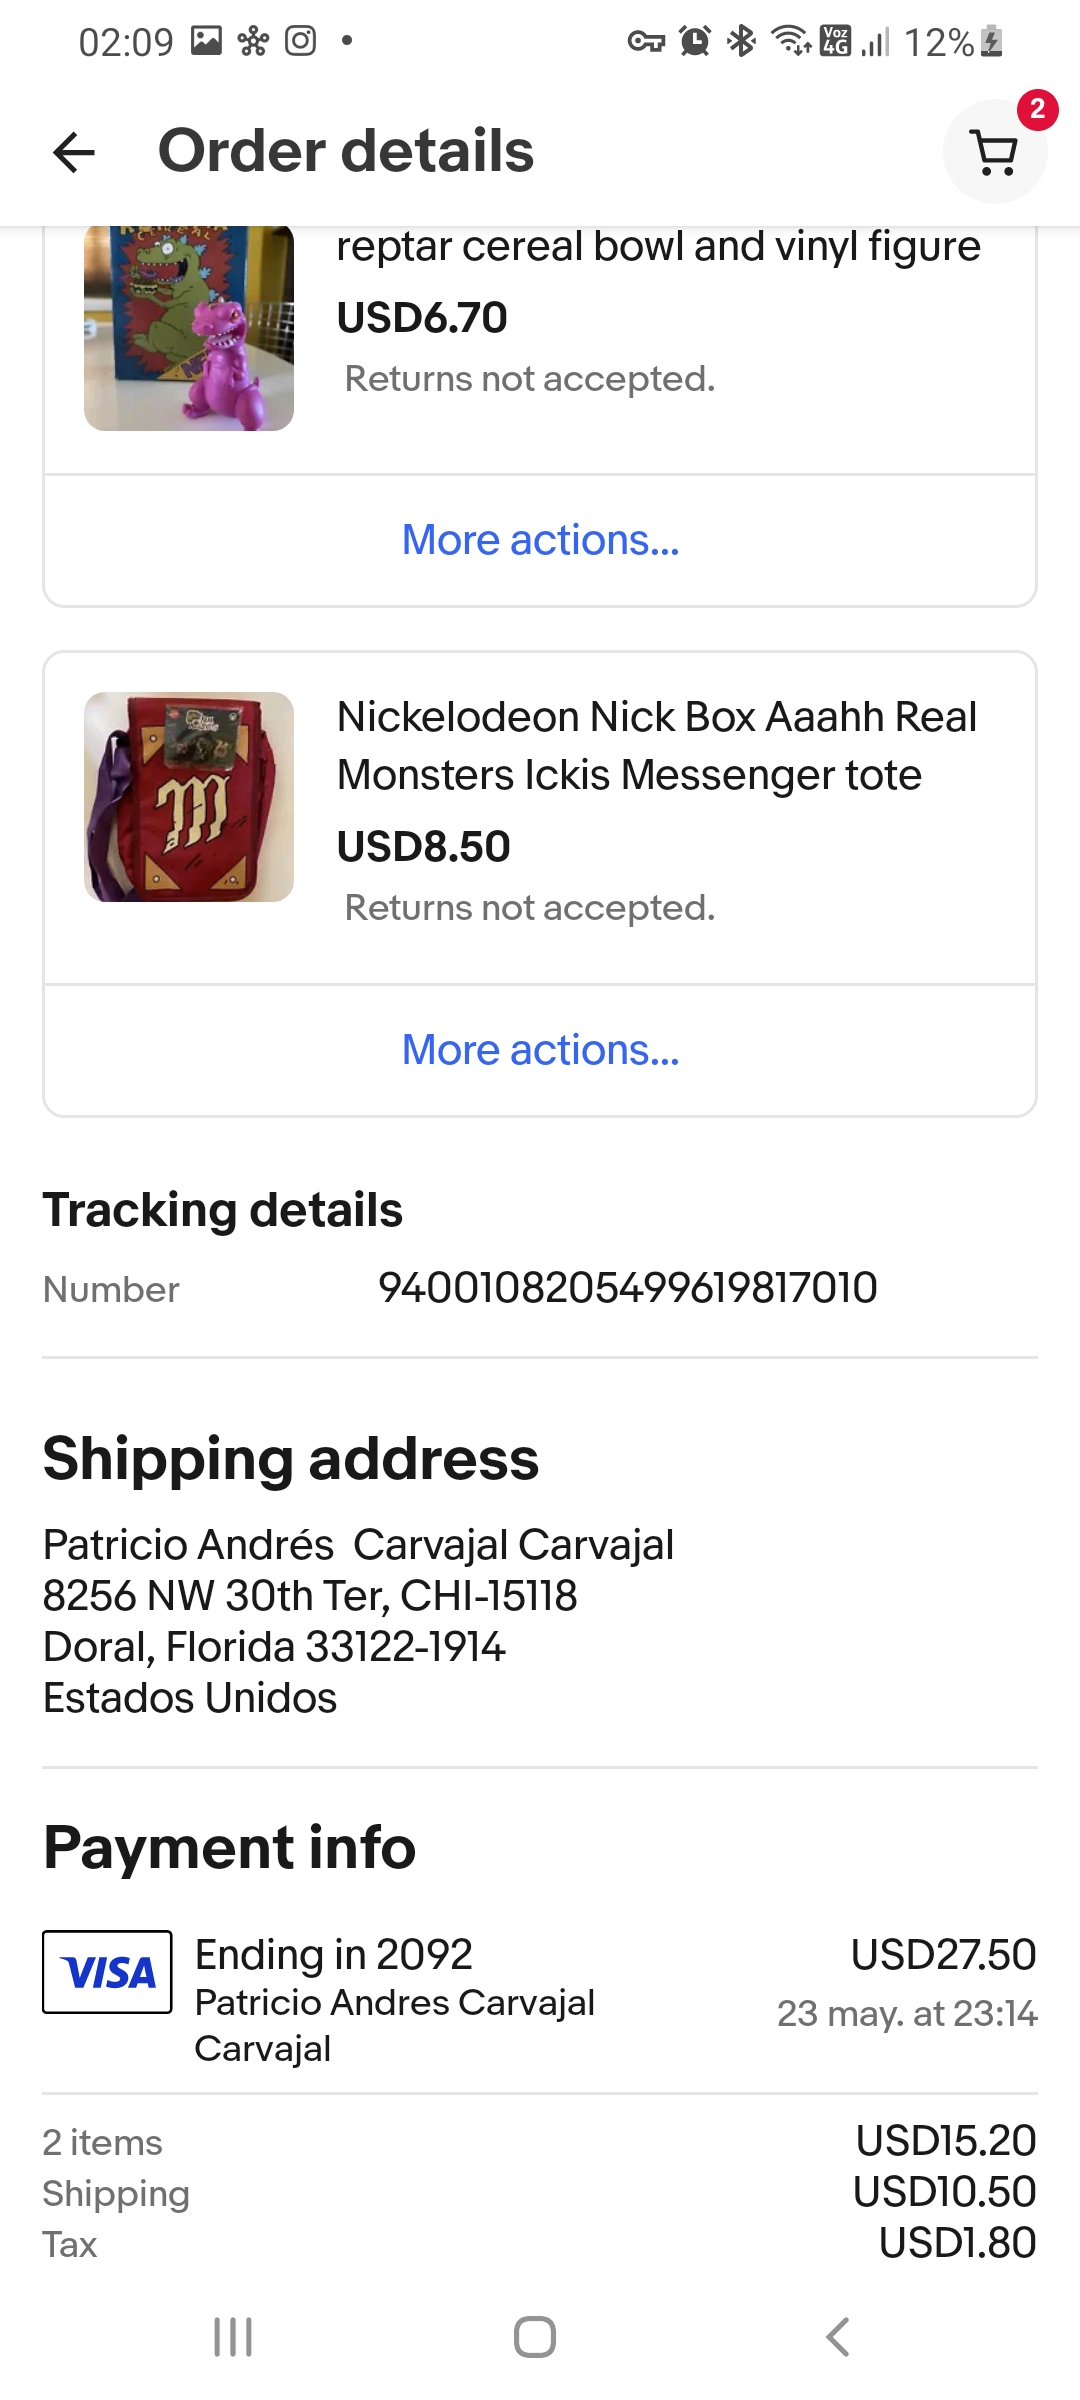 02:09
Voz 4G
12%
Order details
2
reptar cereal bowl and vinyl figure
USD6.70
Returns not accepted.
More actions...
Nickelodeon Nick Box Aaahh Real
Monsters Ickis Messenger tote
USD8.50
Returns not accepted.
m
More actions...
Tracking details
Number 9400108205499619817010
Shipping address
Patricio Andrés  Carvajal Carvajal
8256 NW 30th Ter, CHI-15118
Doral, Florida 33122-1914
Estados Unidos
Payment info
VISA Ending in 2092 USD27.50
Patricio Andres Carvajal
Carvajal
23 may. at 23:14
2 items USD15.20
Shipping USD10.50
Tax USD1.80